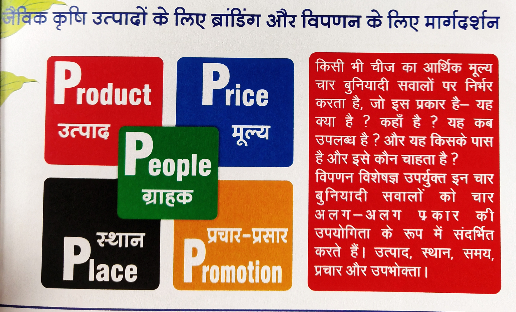 जैविक कृषि उत्पादों के लिए ब्रांडिंग और विपणन के लिए मार्गदर्शन
Product
उत्पाद
Price
मूल्य
People
ग्राहक
स्थान
Place
प्रचार-प्रसार
Promotion
किसी भी चीज का आर्थिक मूल्य
चार बुनियादी सवालों पर निर्भर
करता है, जो इस प्रकार है– यह
क्या है ? कहाँ है ? यह कब
उपलब्ध है ? और यह किसके पास
है और इसे कौन चाहता है ?
विपणन विशेषज्ञ उपर्युक्त इन चार
बुनियादी सवालों को चार
अलग–अलग प्रकार की
उपयोगिता के रूप में संदर्भित
करते हैं। उत्पाद, स्थान, समय,
प्रचार और उपभोक्ता।